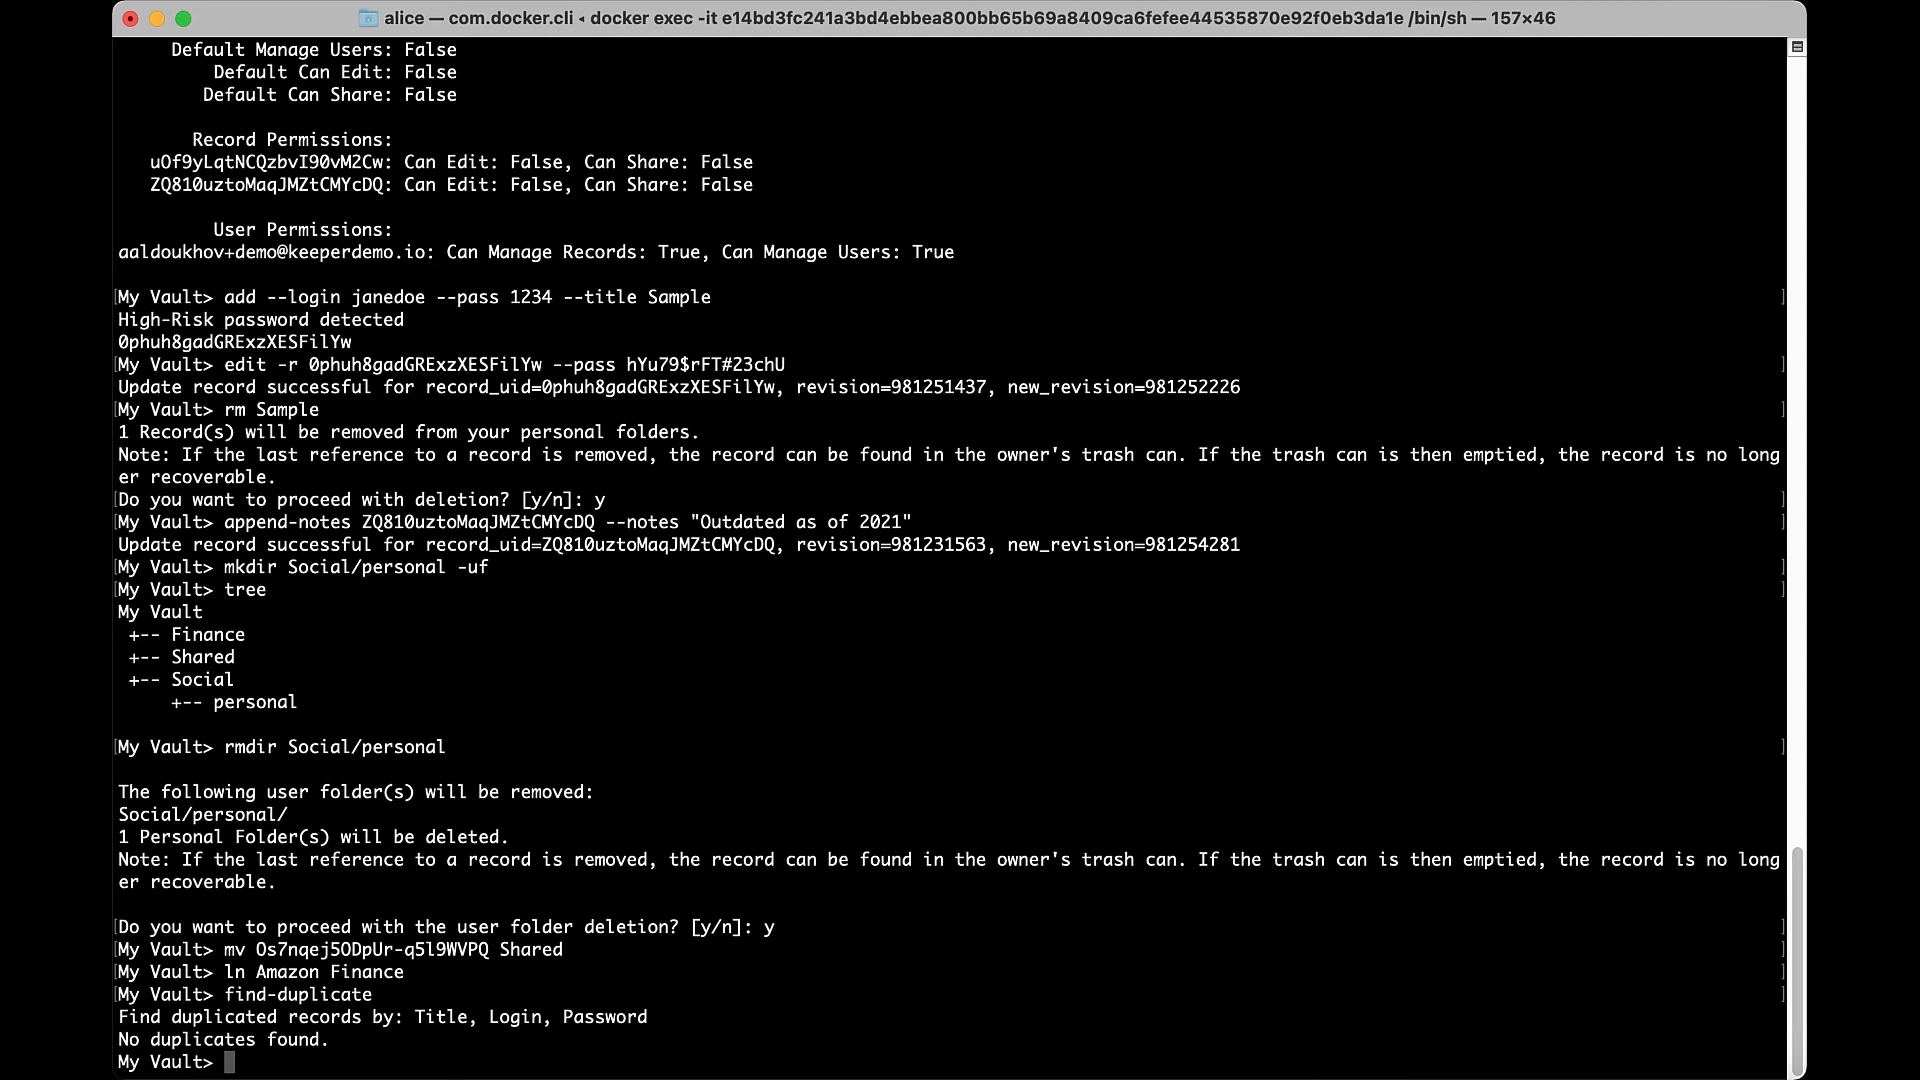 alice — com.docker.cli ◂ docker exec -it e14bd3fc241a3bd4ebbea800bb65b69a8409ca6fefee44535870e92f0eb3da1e /bin/sh — 157×46
Default Manage Users: False
Default Can Edit: False
Default Can Share: False
Record Permissions:
uOf9yLqtNCQzbvI90vM2Cw: Can Edit: False, Can Share: False
ZQ810uztoMaqJMZtCMYcDQ: Can Edit: False, Can Share: False
User Permissions:
aaldoukhov+demo@keeperdemo.io: Can Manage Records: True, Can Manage Users: True
My Vault> add --login janedoe --pass 1234 --title Sample
High-Risk password detected
0phuh8gadGRExzXESFilYw
My Vault> edit -r 0phuh8gadGRExzXESFilYw --pass hYu79$rFT#23chU
Update record successful for record_uid=0phuh8gadGRExzXESFilYw, revision=981251437, new_revision=981252226
My Vault> rm Sample
1 Record(s) will be removed from your personal folders.
Note: If the last reference to a record is removed, the record can be found in the owner's trash can. If the trash can is then emptied, the record is no long
er recoverable.
Do you want to proceed with deletion? [y/n]: y
My Vault> append-notes ZQ810uztoMaqJMZtCMYcDQ --notes "Outdated as of 2021"
Update record successful for record_uid=ZQ810uztoMaqJMZtCMYcDQ, revision=981231563, new_revision=981254281
My Vault> mkdir Social/personal -uf
My Vault> tree
My Vault
+-- Finance
+-- Shared
+-- Social
+-- personal
My Vault> rmdir Social/personal
The following user folder(s) will be removed:
Social/personal/
1 Personal Folder(s) will be deleted.
Note: If the last reference to a record is removed, the record can be found in the owner's trash can. If the trash can is then emptied, the record is no long
er recoverable.
Do you want to proceed with the user folder deletion? [y/n]: y
My Vault> mv Os7nqej5ODpUr-q5l9WVPQ Shared
My Vault> ln Amazon Finance
My Vault> find-duplicate
Find duplicated records by: Title, Login, Password
No duplicates found.
My Vault>